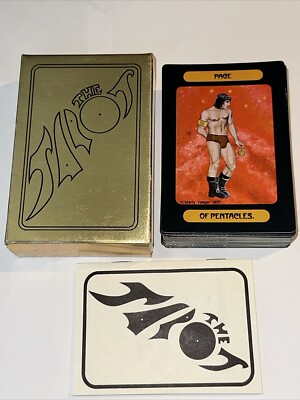 THE
TAROT
PAGE
© Marty Yeager 1975
OF PENTACLES.
THE
TAROT